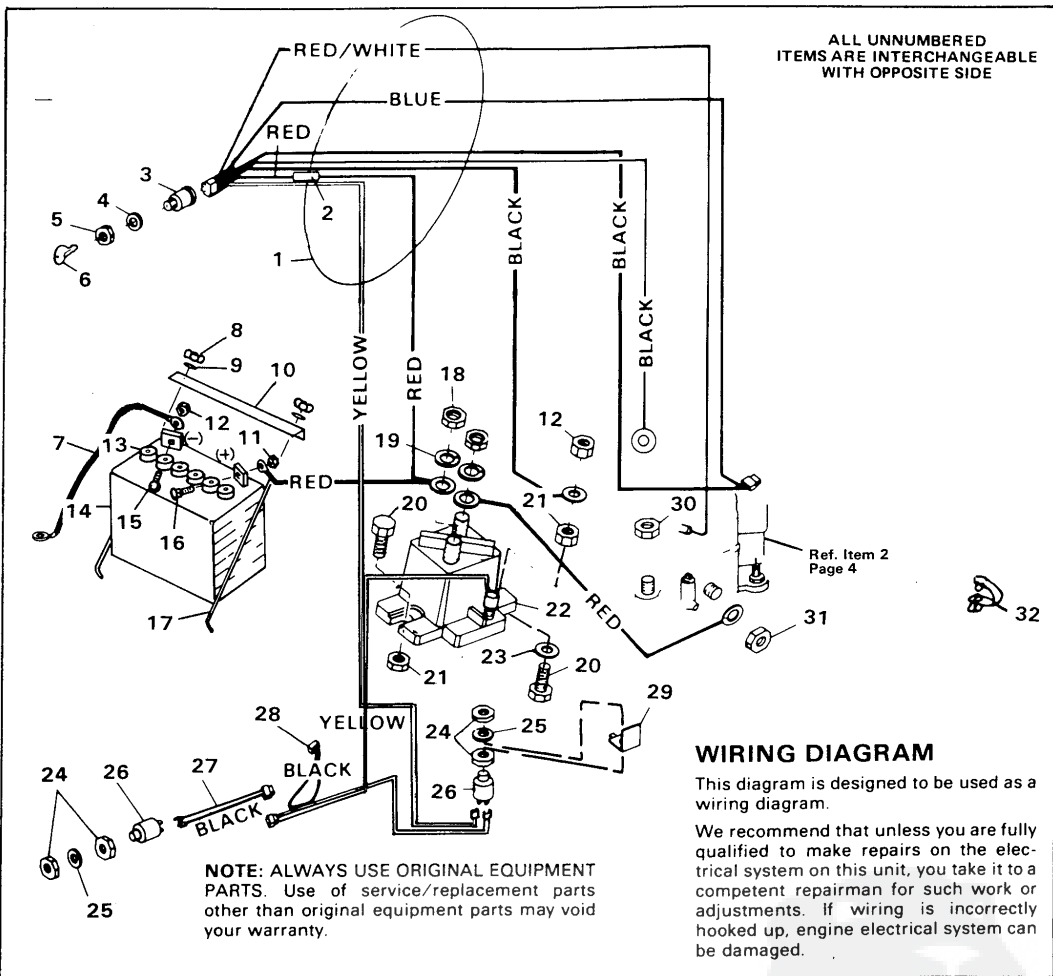 ALL UNNUMBERED
ITEMS ARE INTERCHANGEABLE
WITH OPPOSITE SIDE
RED/WHITE
BLUE
RED
3
4
2
5
1
6
BLACK
BLACK
BLACK
YELLOW
RED
8
9
10
18
12
12
11
19
7
13
(-)
(+)
RED
20
21
30
14
15
16
Ref. Item 2
Page 4
22
RED
32
17
31
23
21
20
29
28
YELLOW
24
25
24
26
27
BLACK
BLACK
26
25
WIRING DIAGRAM
This diagram is designed to be used as a
wiring diagram.
We recommend that unless you are fully
qualified to make repairs on the elec-
trical system on this unit, you take it to a
competent repairman for such work or
adjustments. If wiring is incorrectly
hooked up, engine electrical system can
be damaged.
NOTE: ALWAYS USE ORIGINAL EQUIPMENT
PARTS. Use of service/replacement parts
other than original equipment parts may void
your warranty.